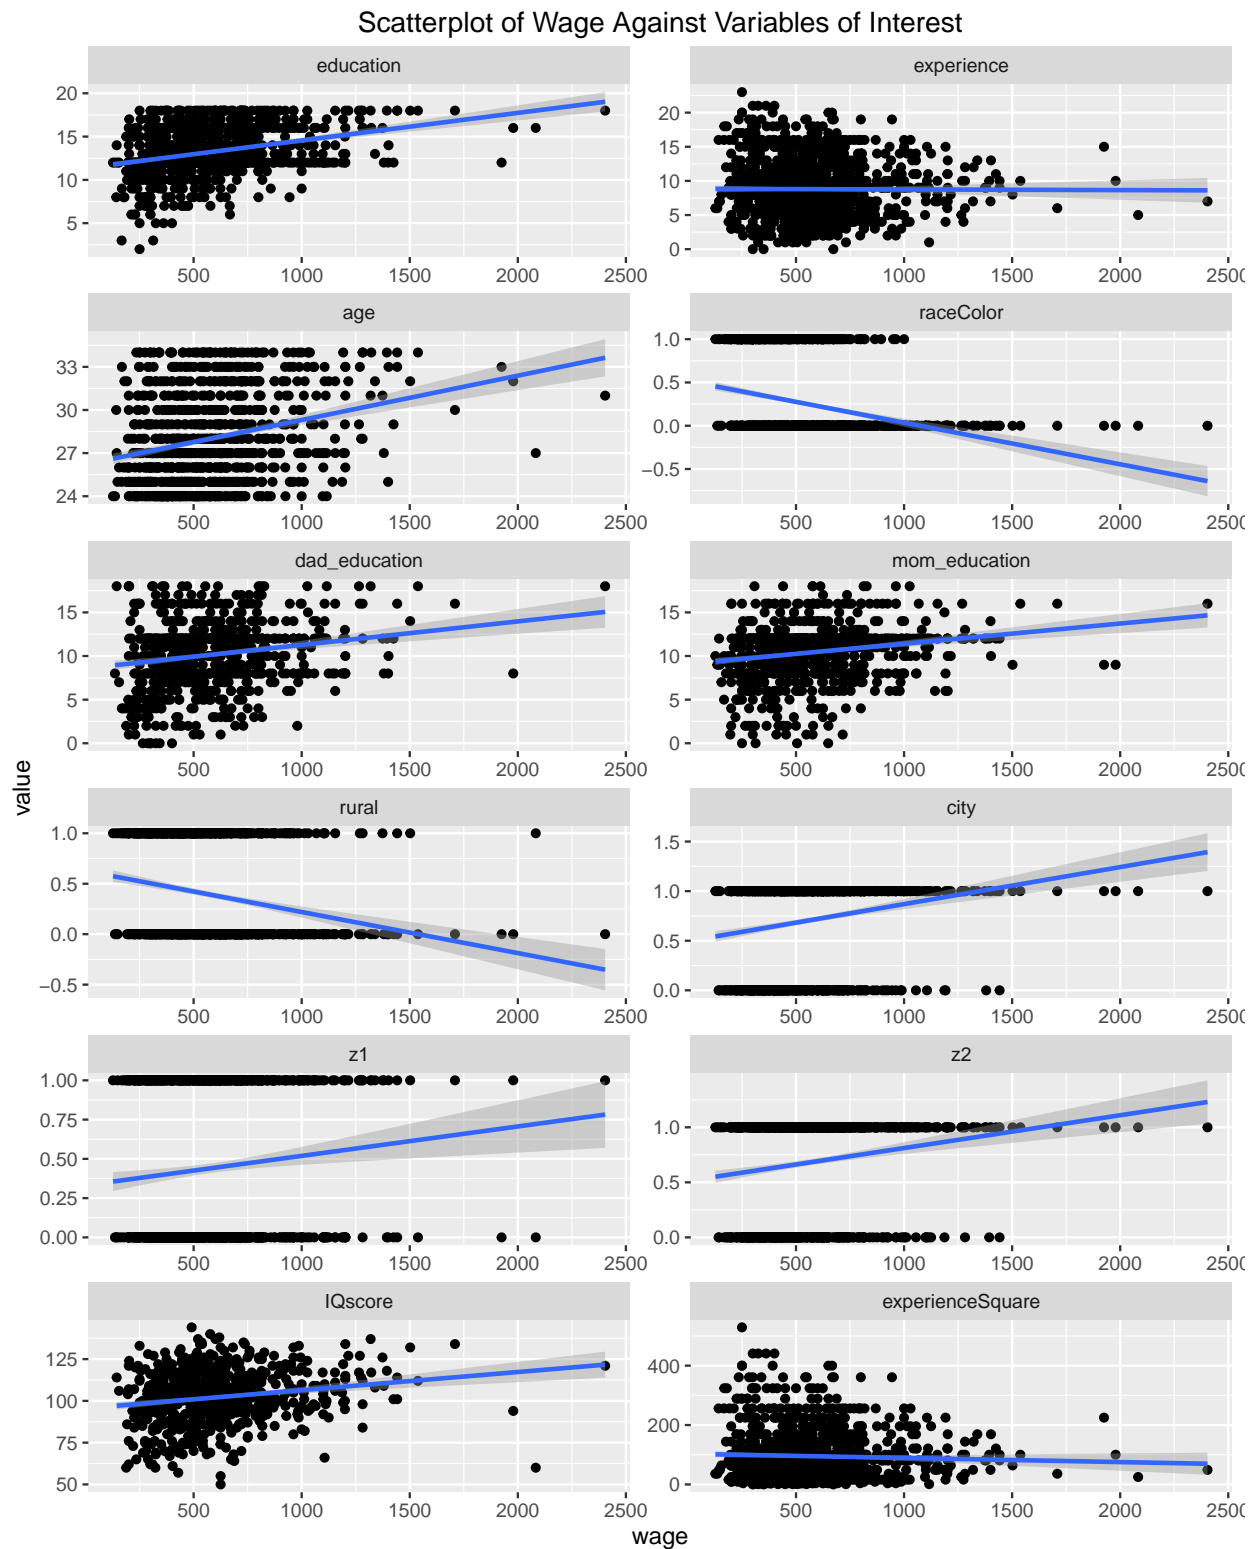 Scatterplot of Wage Against Variables of Interest
education
experience
20
15
10
5
20
15
10
5
0
500 1000 1500 2000 2500
500 1000 1500 2000 2500
age
raceColor
33
30
27
24
1.0
0.5
0.0
−0.5
500 1000 1500 2000 2500
500 1000 1500 2000 2500
dad_education
mom_education
15
10
5
0
15
10
5
0
500 1000 1500 2000 2500
500 1000 1500 2000 2500
value
rural
city
1.0
0.5
0.0
−0.5
1.5
1.0
0.5
0.0
500 1000 1500 2000 2500
500 1000 1500 2000 2500
z1
z2
1.00
0.75
0.50
0.25
0.00
1.0
0.5
0.0
500 1000 1500 2000 2500
500 1000 1500 2000 2500
IQscore
experienceSquare
125
100
75
50
400
200
0
500 1000 1500 2000 2500
500 1000 1500 2000 2500
wage